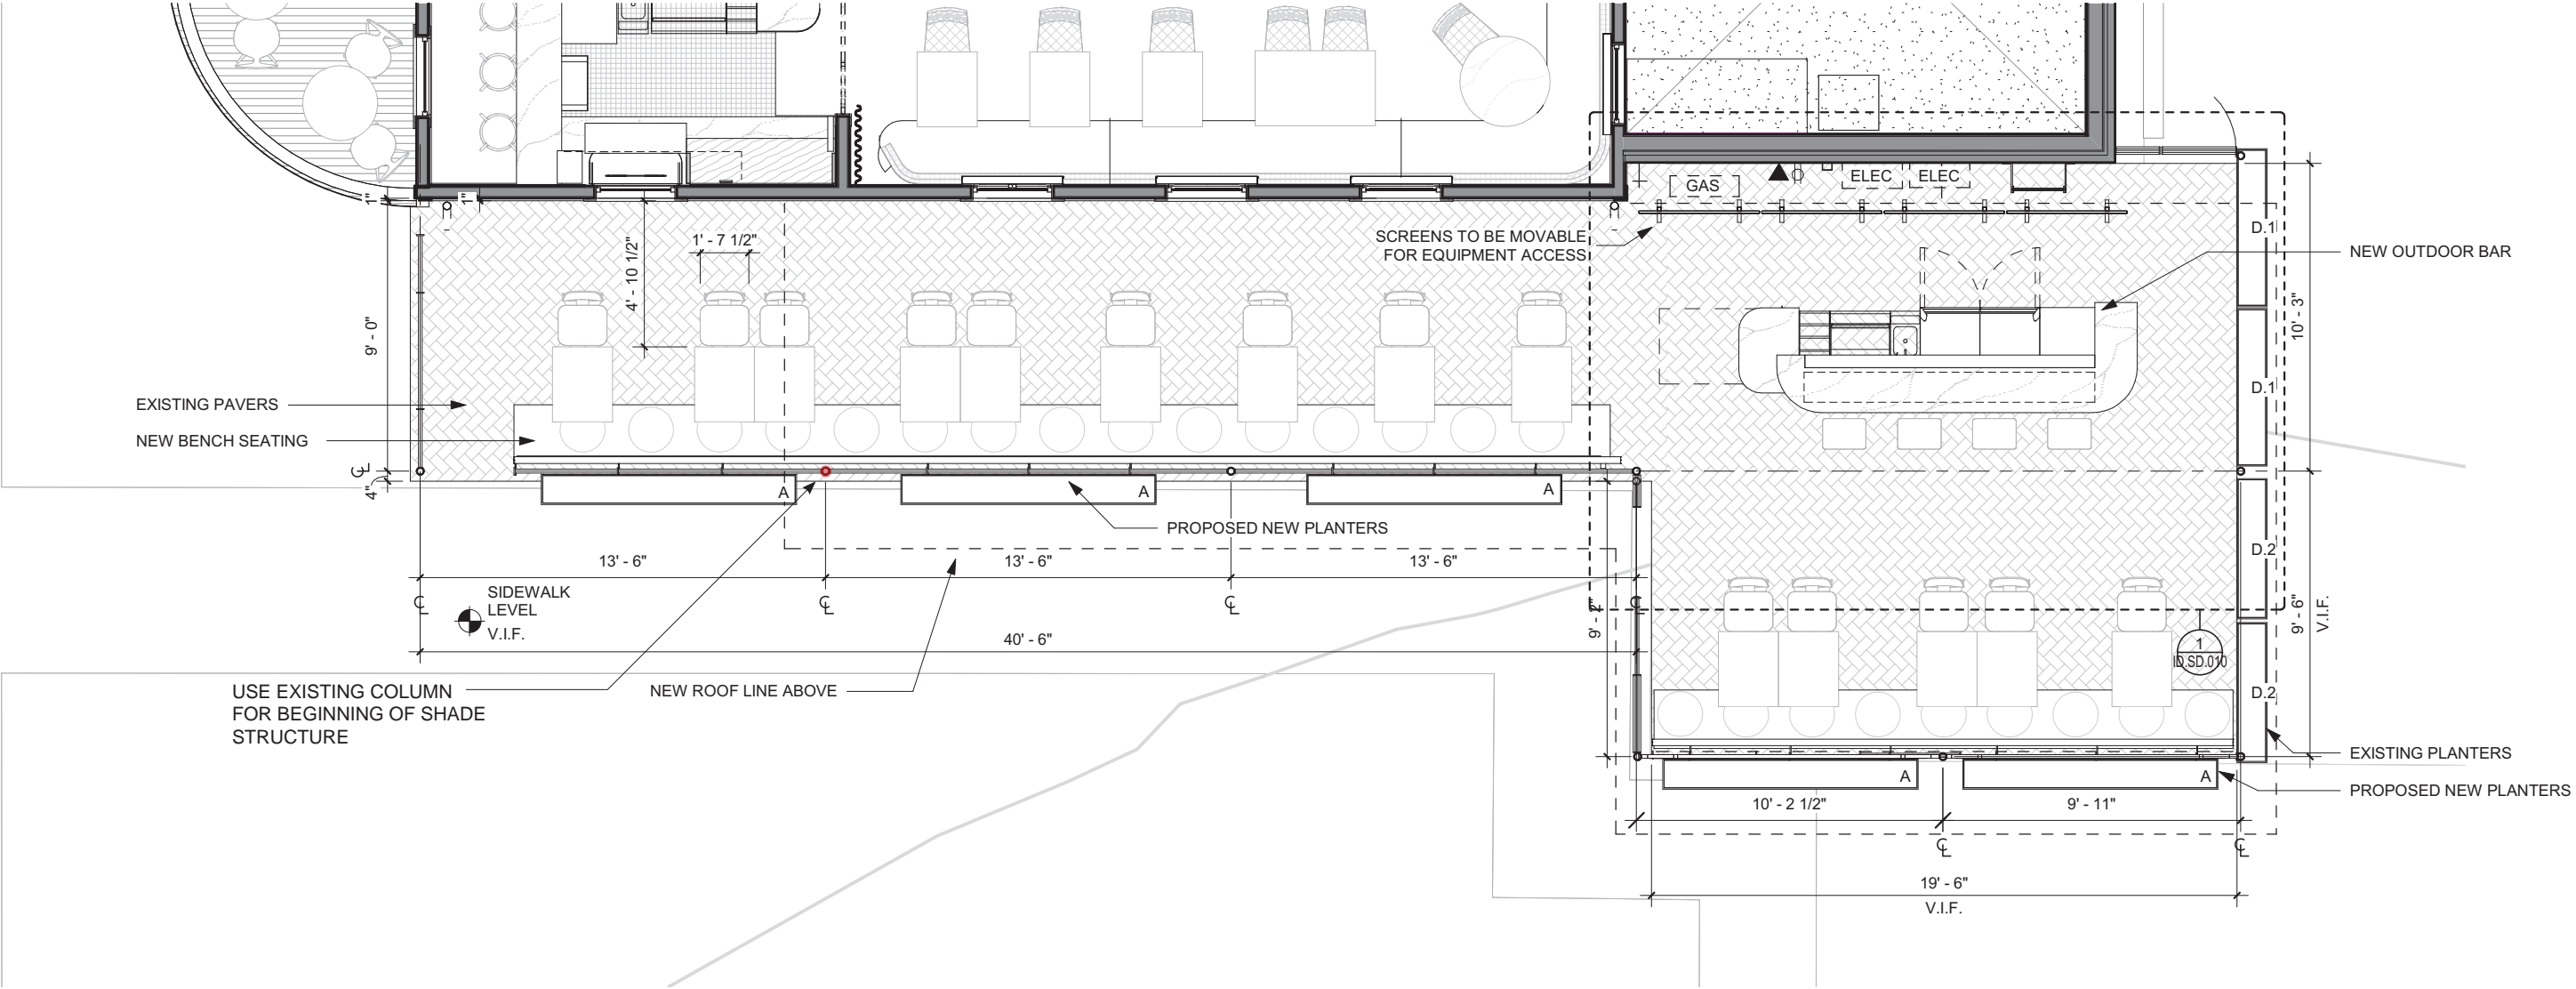 GAS
ELEC
ELEC
1"
1"
D.1
SCREENS TO BE MOVABLE
FOR EQUIPMENT ACCESS
NEW OUTDOOR BAR
1' - 7 1/2"
4' - 10 1/2"
9' - 0"
10' - 3"
D.1
EXISTING PAVERS
NEW BENCH SEATING
℄
4"
A
A
A
PROPOSED NEW PLANTERS
D.2
13' - 6"
13' - 6"
13' - 6"
SIDEWALK
LEVEL
V.I.F.
℄
℄
℄
℄
9' - 2"
9' - 6"
V.I.F.
40' - 6"
1
ID.SD.010
USE EXISTING COLUMN
FOR BEGINNING OF SHADE
STRUCTURE
NEW ROOF LINE ABOVE
D.2
EXISTING PLANTERS
A
A
PROPOSED NEW PLANTERS
10' - 2 1/2"
9' - 11"
℄
℄
19' - 6"
V.I.F.